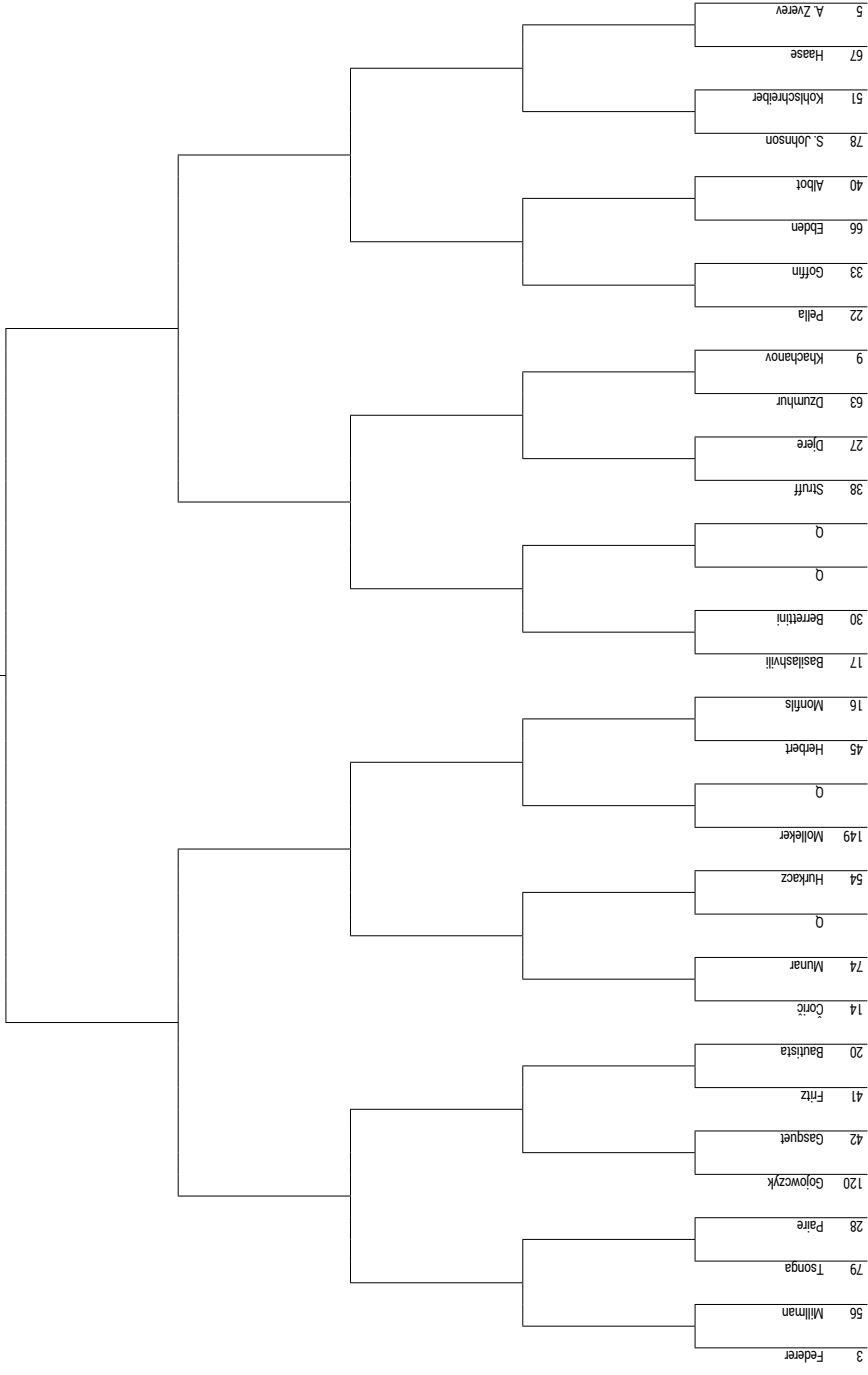 3 Federer
56 Millman
79 Tsonga
28 Paire
120 Gojowczyk
42 Gasquet
41 Fritz
20 Bautista
14 Čorič
74 Munar
Q
54 Hurkacz
149 Molleker
Q
45 Herbert
16 Monfils
17 Basilashvili
30 Berrettini
Q
Q
38 Struff
27 Djere
63 Dzumhur
9 Khachanov
22 Pella
33 Goffin
66 Ebden
40 Albot
78 S. Johnson
51 Kohlschreiber
67 Haase
5 A. Zverev